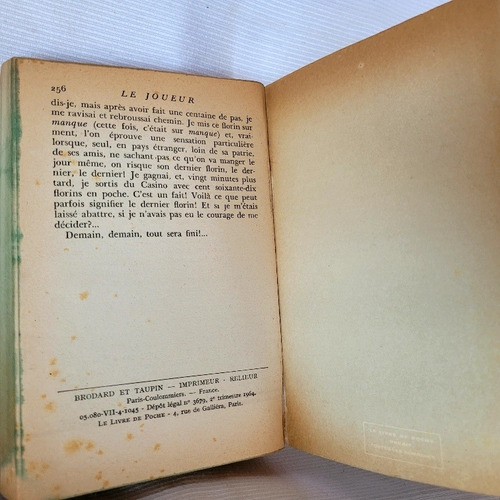 256
LE JOUEUR
dis-je, mais après avoir fait une centaine de pas, je
me ravisai et rebroussai chemin. Je mis ce florin sur
manque (cette fois, c'était sur manque) et, vrai-
ment, l'on éprouve une sensation particulière
lorsque, seul, en pays étranger, loin de sa patrie,
de ses amis, ne sachant pas ce qu'on va manger le
jour même, on risque son dernier florin, le der-
nier, le dernier! Je gagnai, et, vingt minutes plus
tard, je sortis du Casino avec cent soixante-dix
florins en poche. C'est un fait! Voilà ce que peut
parfois signifier le dernier florin! Et si je m'étais
laissé abattre, si je n'avais pas eu le courage de me
décider?...
Demain, demain, tout sera fini!...
BRODARD ET TAUPIN — IMPRIMEUR - RELIEUR
Paris-Coulommiers. — France.
05.080-VII-4-1045 - Dépôt légal n° 3679, 2e trimestre 1964.
LE LIVRE DE POCHE - 4, rue de Galliéra, Paris.